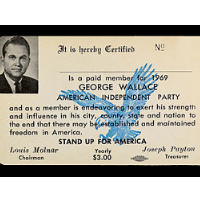 It is hereby Certified No
Is a paid member for 1969
GEORGE WALLACE
AMERICAN INDEPENDENT PARTY
and as a member is endeavoring to exert his strength
and influence in his city, county, state and nation to
the end that there may be established and maintained
freedom in America.
STAND UP FOR AMERICA
Louis Molnar Yearly Joseph Payton
Chairman $3.00 Treasurer